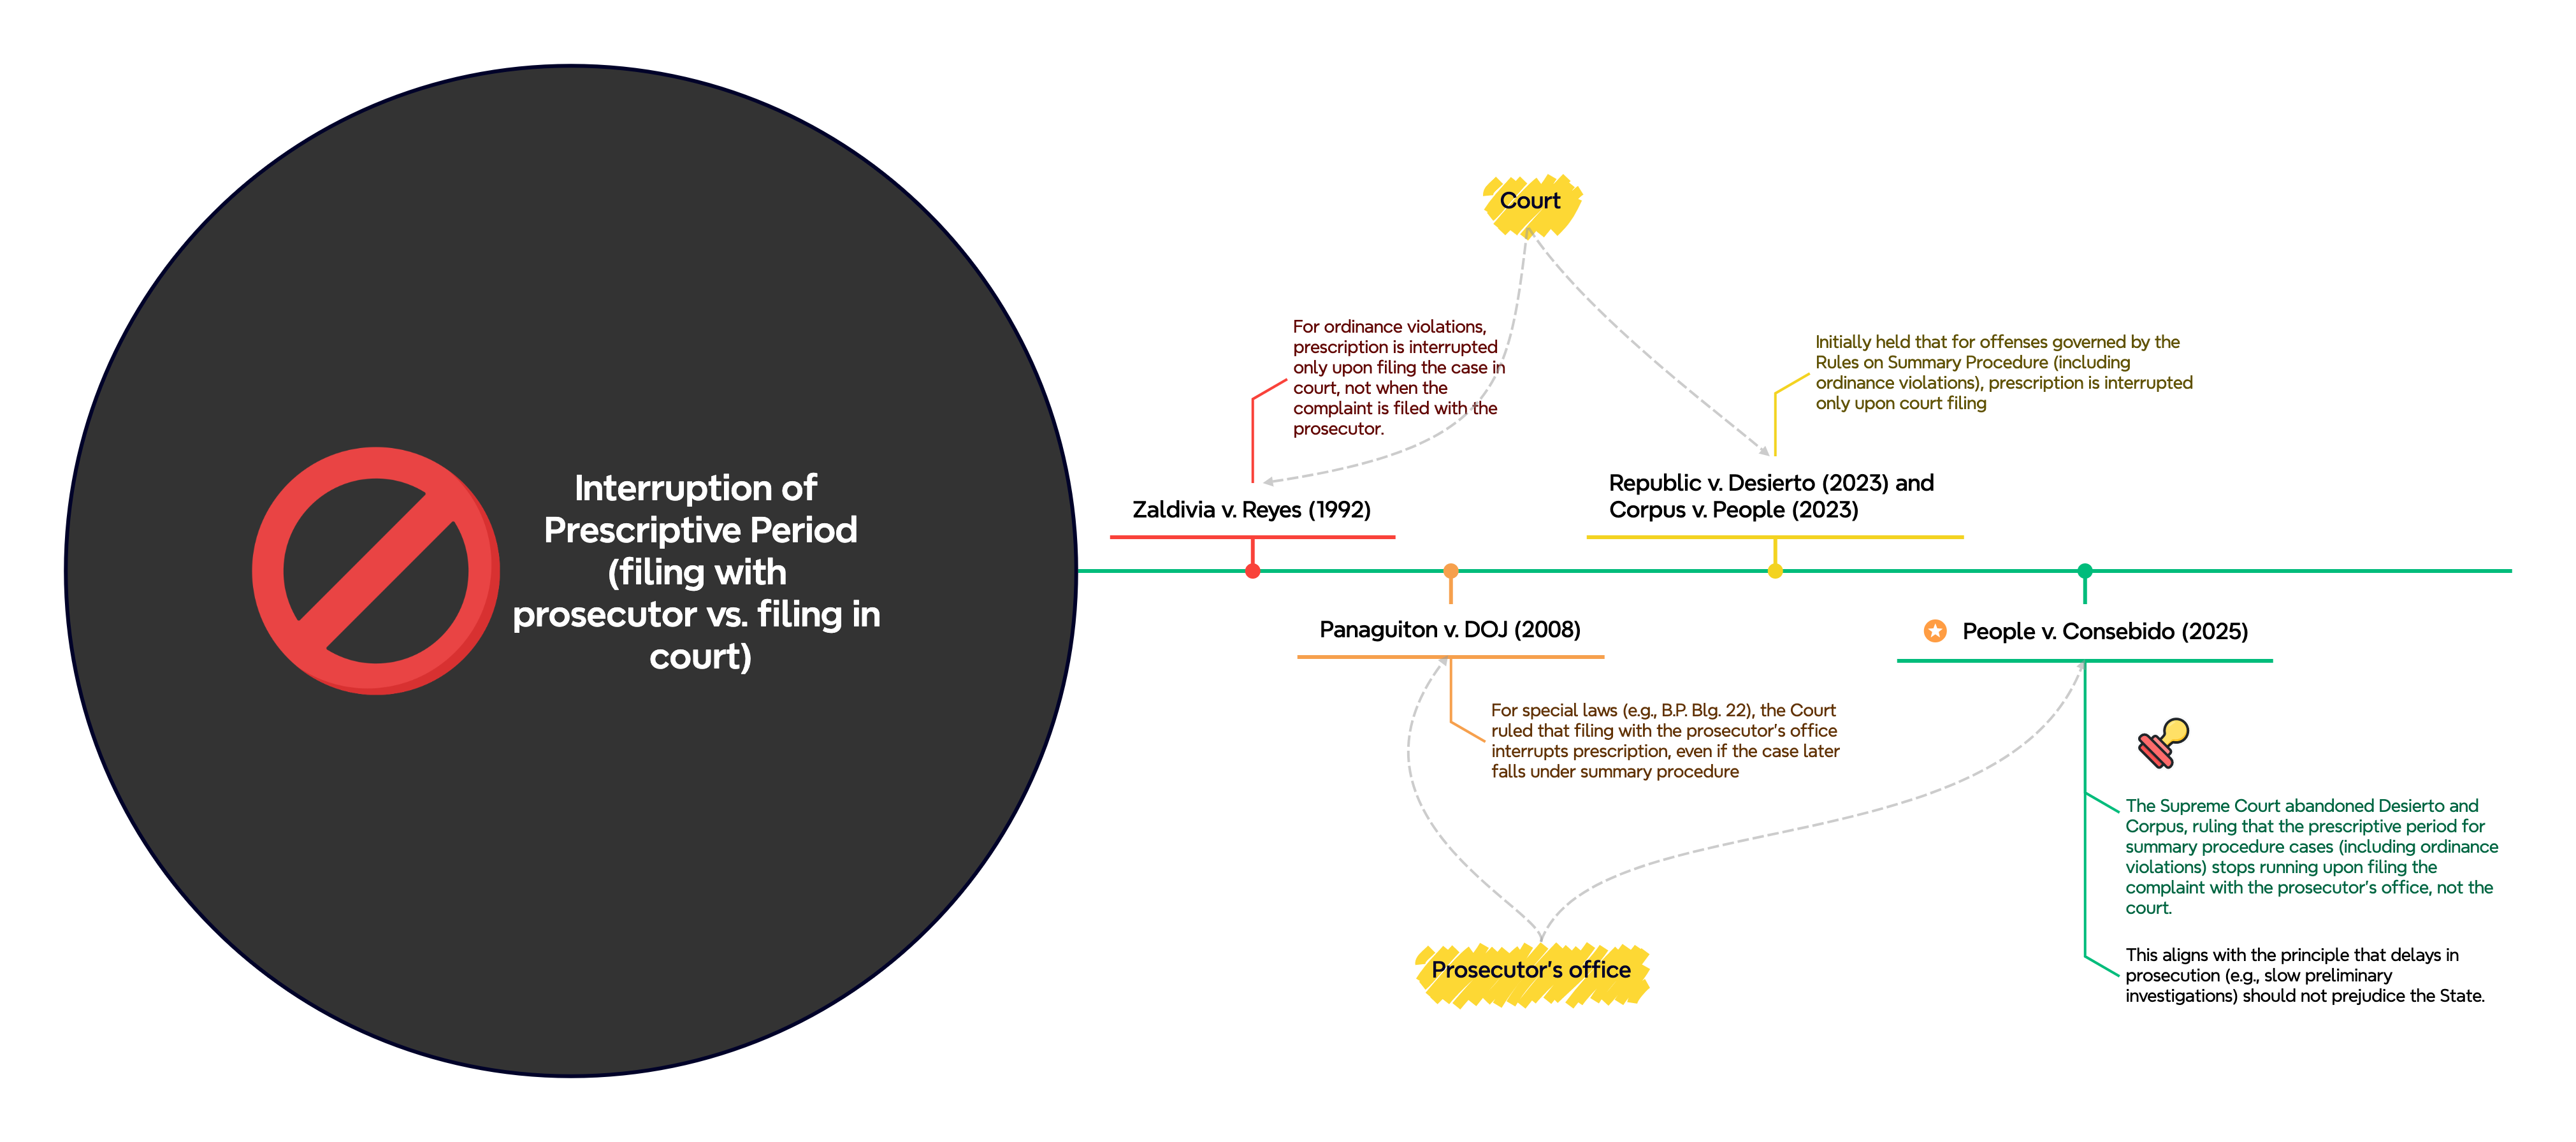 Interruption of
Prescriptive Period
(filing with
prosecutor vs. filing in
court)
Court
For ordinance violations,
prescription is interrupted
only upon filing the case in
court, not when the
complaint is filed with the
prosecutor.
Zaldivia v. Reyes (1992)
Initially held that for offenses governed by the
Rules on Summary Procedure (including
ordinance violations), prescription is interrupted
only upon court filing
Republic v. Desierto (2023) and
Corpus v. People (2023)
Panaguiton v. DOJ (2008)
For special laws (e.g., B.P. Blg. 22), the Court
ruled that filing with the prosecutor's office
interrupts prescription, even if the case later
falls under summary procedure
People v. Consebido (2025)
The Supreme Court abandoned Desierto and
Corpus, ruling that the prescriptive period for
summary procedure cases (including ordinance
violations) stops running upon filing the
complaint with the prosecutor's office, not the
court.
This aligns with the principle that delays in
prosecution (e.g., slow preliminary
investigations) should not prejudice the State.
Prosecutor's office